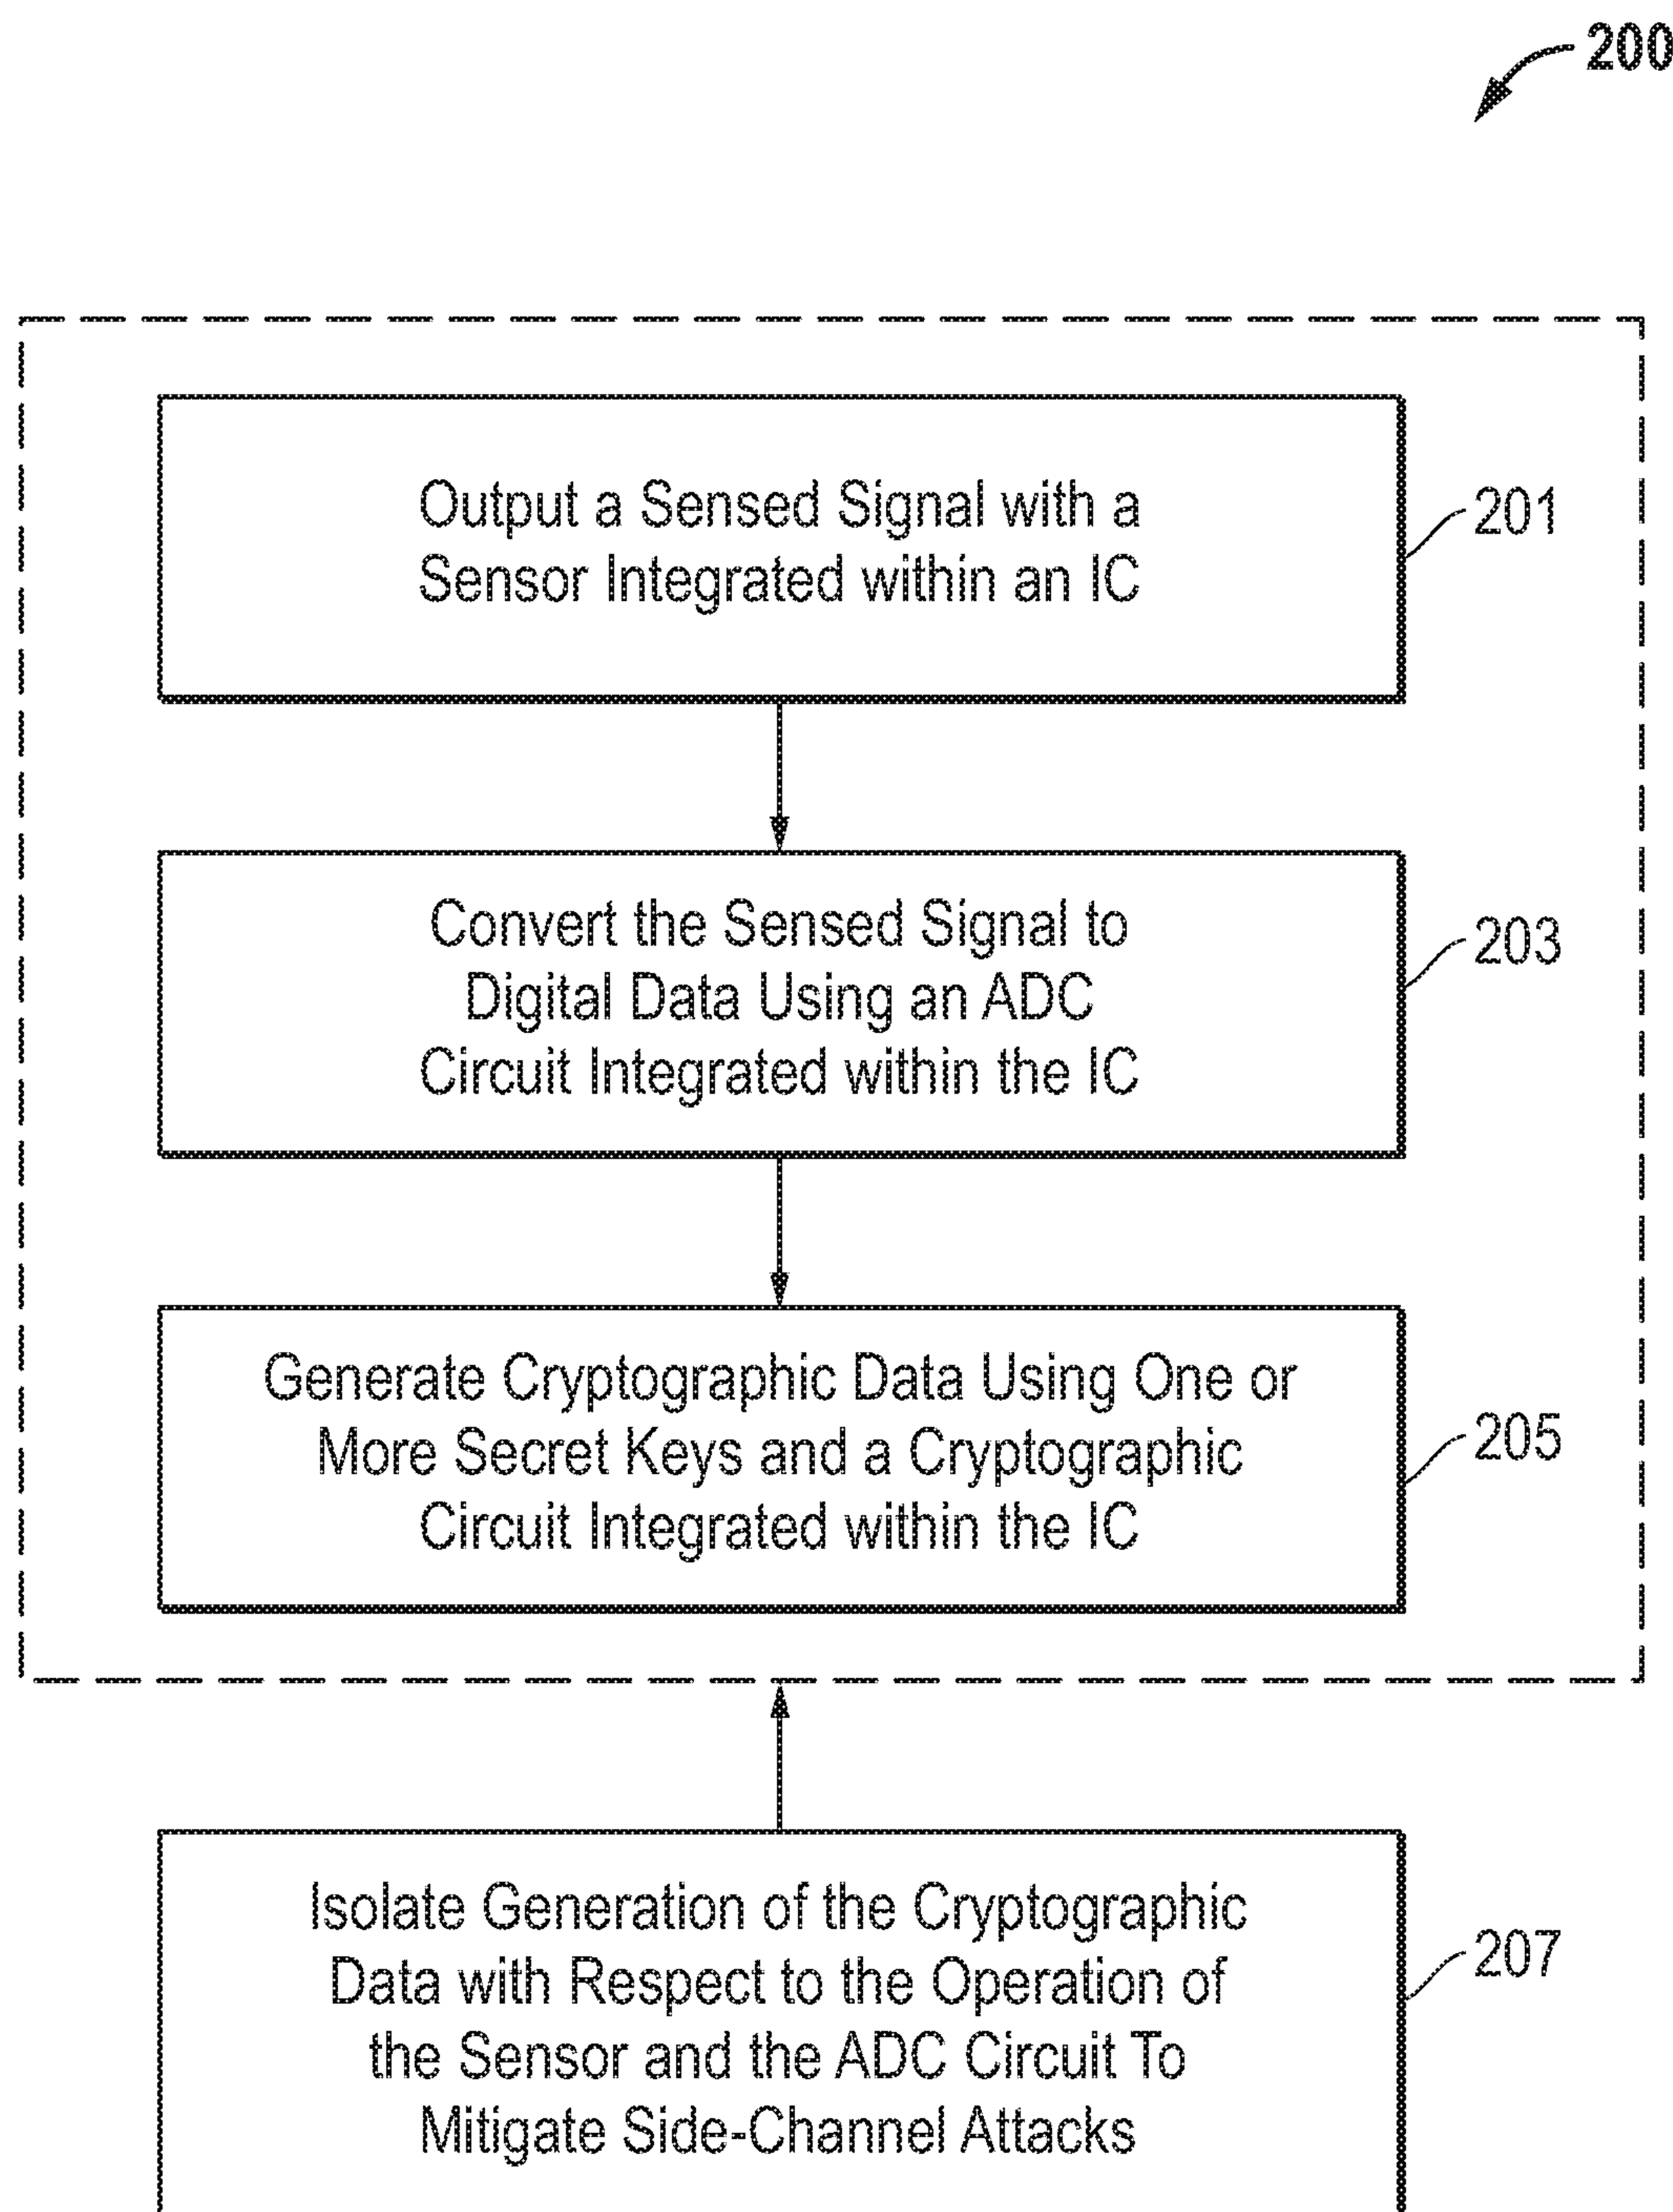 200
Output a Sensed Signal with a
Sensor Integrated within an IC
201
Convert the Sensed Signal to
Digital Data Using an ADC
Circuit Integrated within the IC
203
Generate Cryptographic Data Using One or
More Secret Keys and a Cryptographic
Circuit Integrated within the IC
205
Isolate Generation of the Cryptographic
Data with Respect to the Operation of
the Sensor and the ADC Circuit To
Mitigate Side-Channel Attacks
207